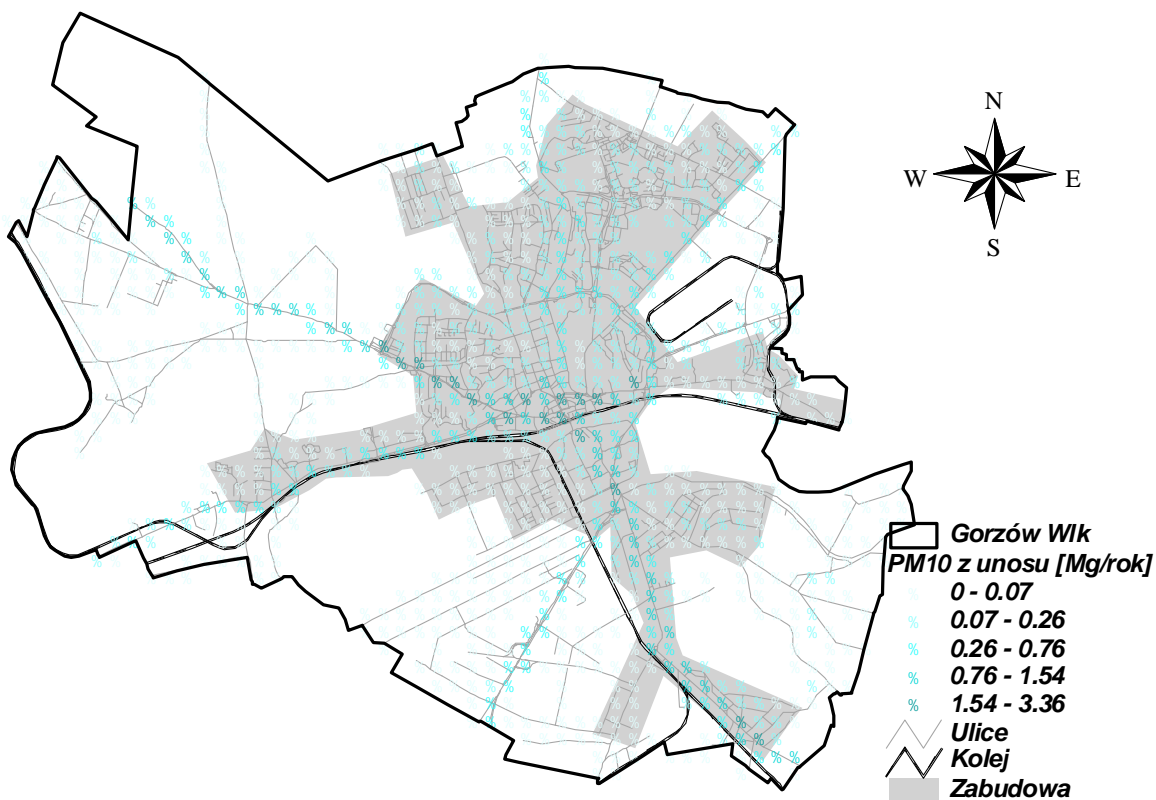 N
W E
S
Gorzów Wlk
PM10 z unosu [Mg/rok]
% 0 - 0.07
% 0.07 - 0.26
% 0.26 - 0.76
% 0.76 - 1.54
% 1.54 - 3.36
Ulice
Kolej
Zabudowa